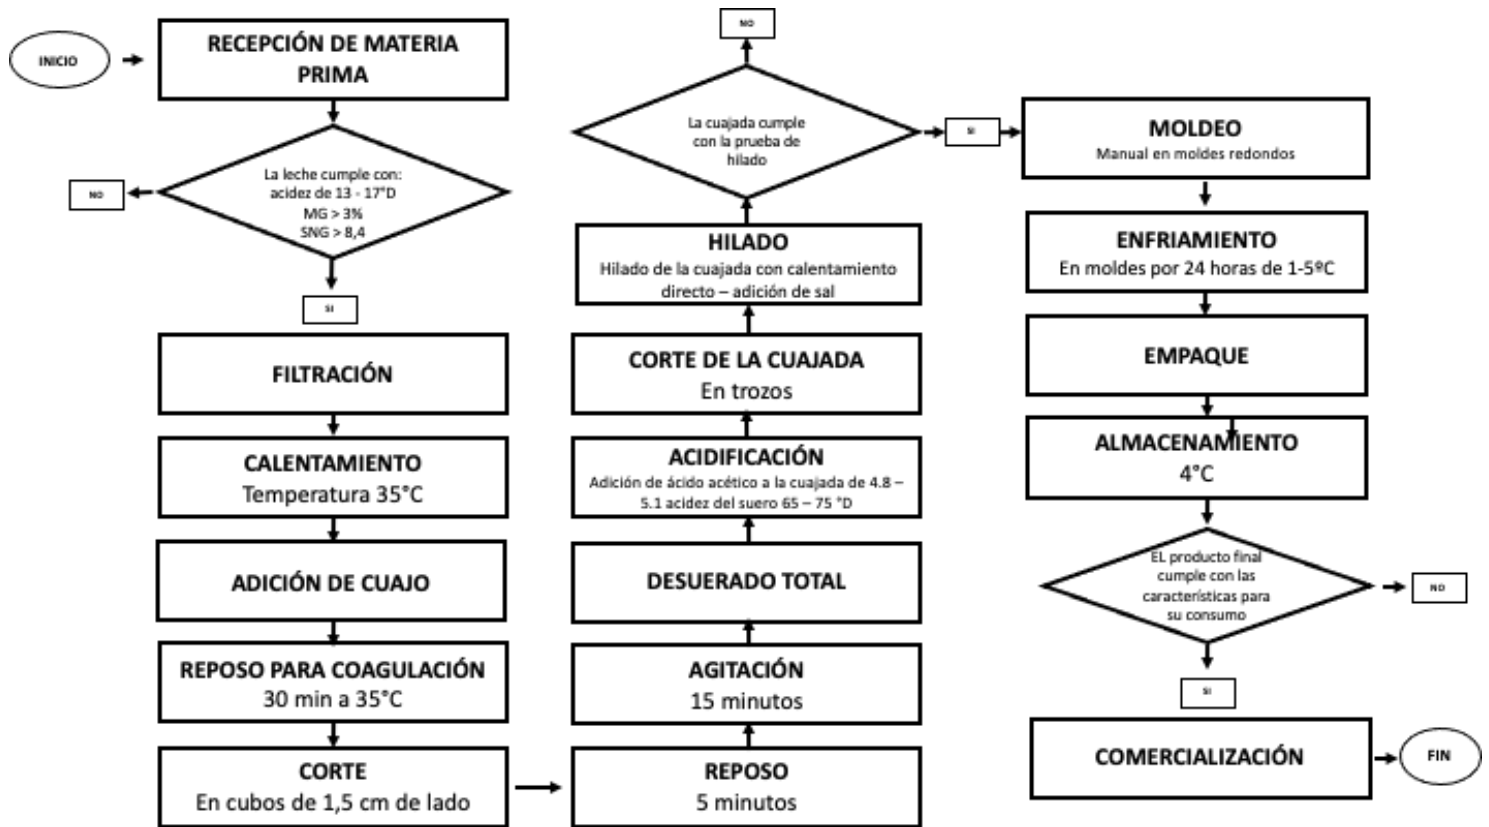 INICIO
RECEPCIÓN DE MATERIA
PRIMA
La leche cumple con:
acidez de 13 - 17°D
MG > 3%
SNG > 8,4
NO
SI
FILTRACIÓN
CALENTAMIENTO
Temperatura 35°C
ADICIÓN DE CUAJO
REPOSO PARA COAGULACIÓN
30 min a 35°C
CORTE
En cubos de 1,5 cm de lado
REPOSO
5 minutos
AGITACIÓN
15 minutos
DESUERADO TOTAL
ACIDIFICACIÓN
Adición de ácido acético a la cuajada de 4.8 –
5.1 acidez del suero 65 – 75 °D
CORTE DE LA CUAJADA
En trozos
HILADO
Hilado de la cuajada con calentamiento
directo – adición de sal
La cuajada cumple
con la prueba de
hilado
NO
SI
MOLDEO
Manual en moldes redondos
ENFRIAMIENTO
En moldes por 24 horas de 1-5ºC
EMPAQUE
ALMACENAMIENTO
4°C
EL producto final
cumple con las
características para
su consumo
NO
SI
COMERCIALIZACIÓN
FIN